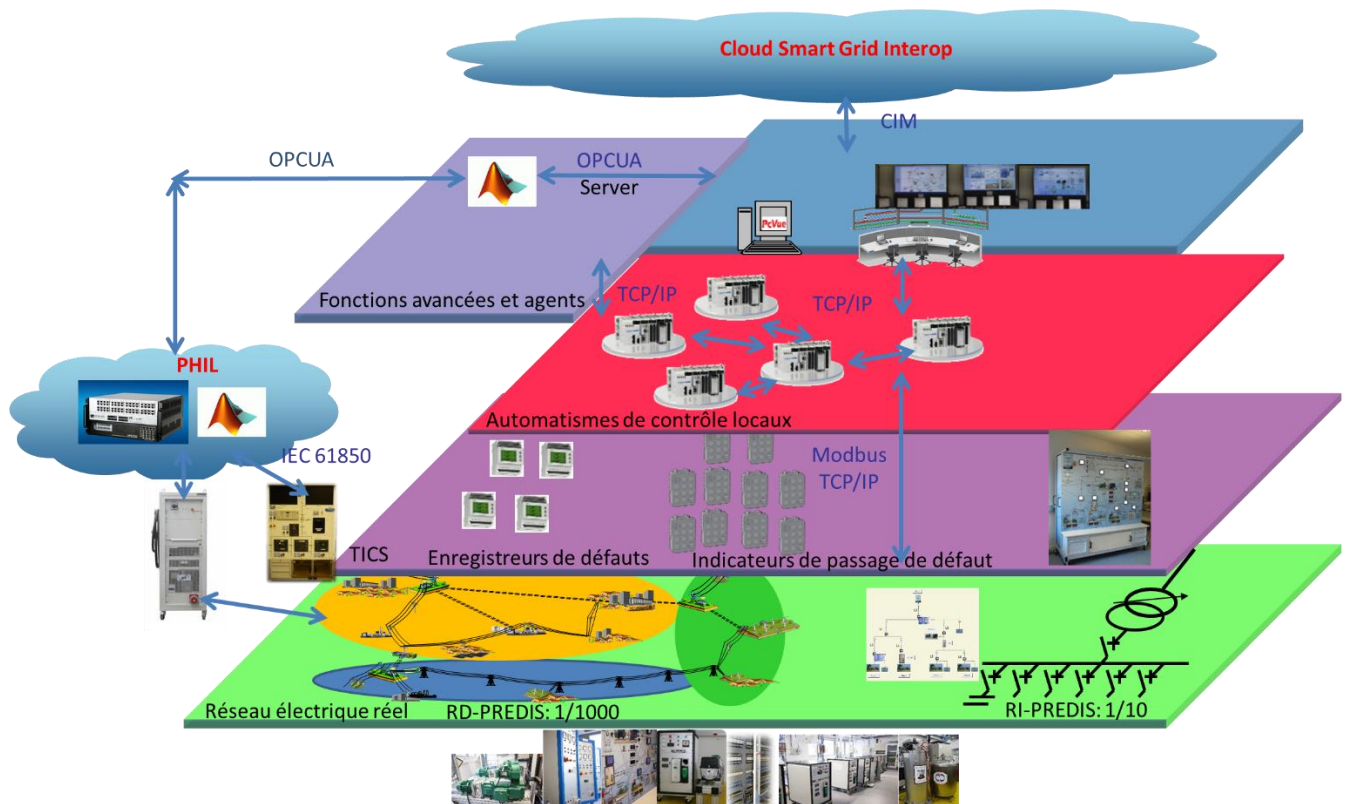 Cloud Smart Grid Interop
CIM
OPCUA
OPCUA
Server
PcVue
Fonctions avancées et agents
TCP/IP
TCP/IP
PHIL
Automatismes de contrôle locaux
IEC 61850
Modbus
TCP/IP
TICS
Enregistreurs de défauts
Indicateurs de passage de défaut
Réseau électrique réel
RD-PREDIS: 1/1000
RI-PREDIS: 1/10